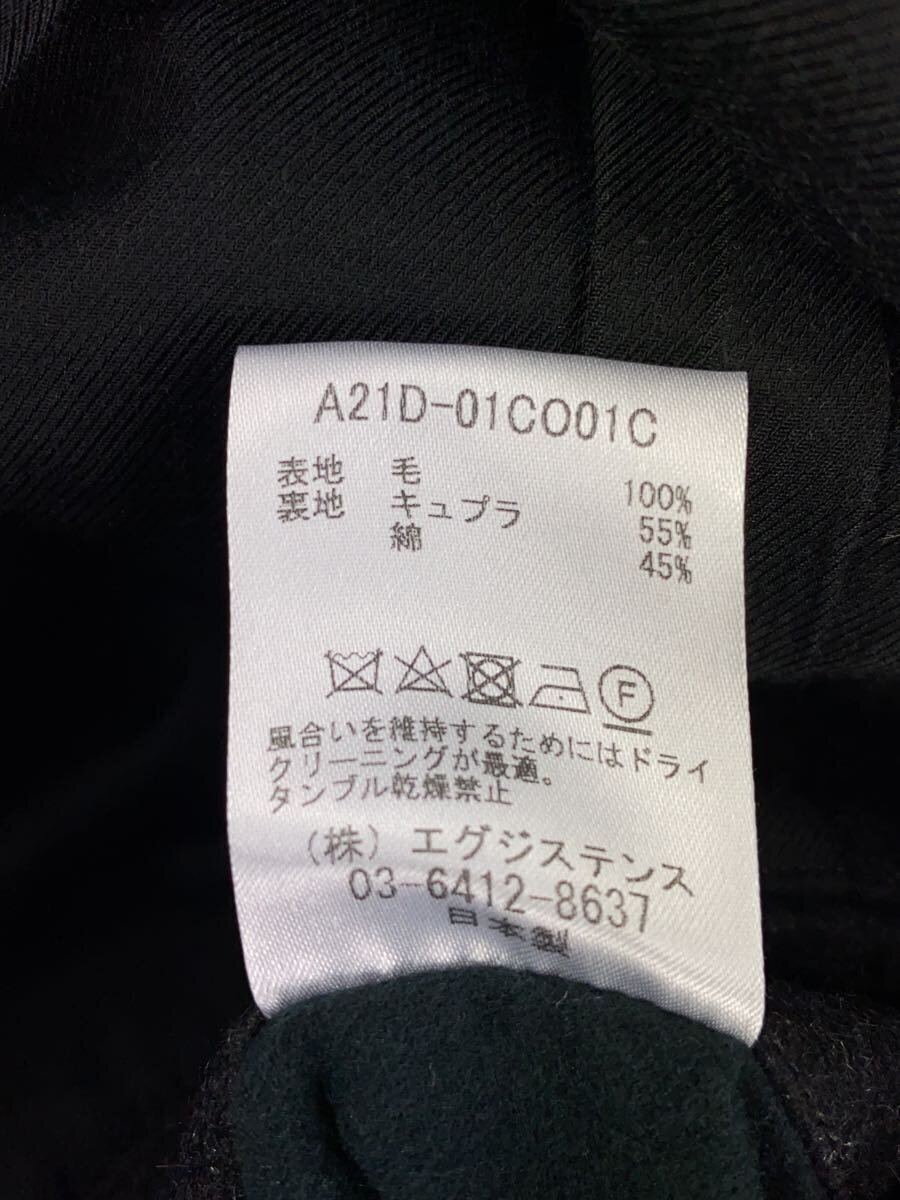 A21D-01CO01C
表地 毛 100%
裏地 キュプラ 55%
綿 45%
F
風合いを維持するためにはドライ
クリーニングが最適。
タンブル乾燥禁止
(株) エグジステンス
03-6412-8637
日本製